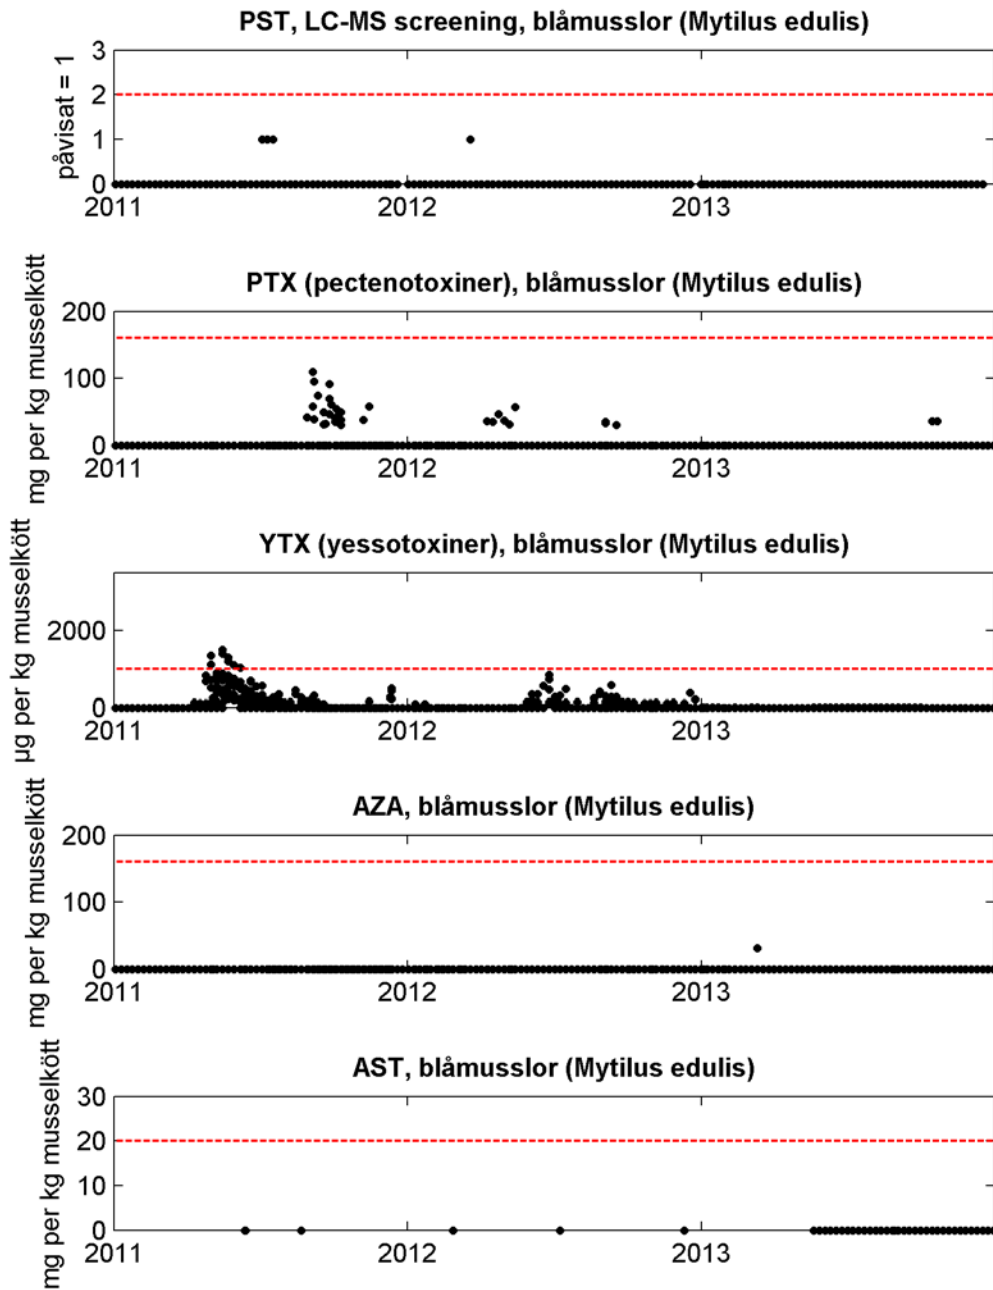 PST, LC-MS screening, blåmusslor (Mytilus edulis)
påvisat = 1
3
2
1
0
2011 2012 2013
PTX (pectenotoxiner), blåmusslor (Mytilus edulis)
mg per kg musselkött
200
100
0
2011 2012 2013
YTX (yessotoxiner), blåmusslor (Mytilus edulis)
µg per kg musselkött
2000
0
2011 2012 2013
AZA, blåmusslor (Mytilus edulis)
mg per kg musselkött
200
100
0
2011 2012 2013
AST, blåmusslor (Mytilus edulis)
mg per kg musselkött
30
20
10
0
2011 2012 2013